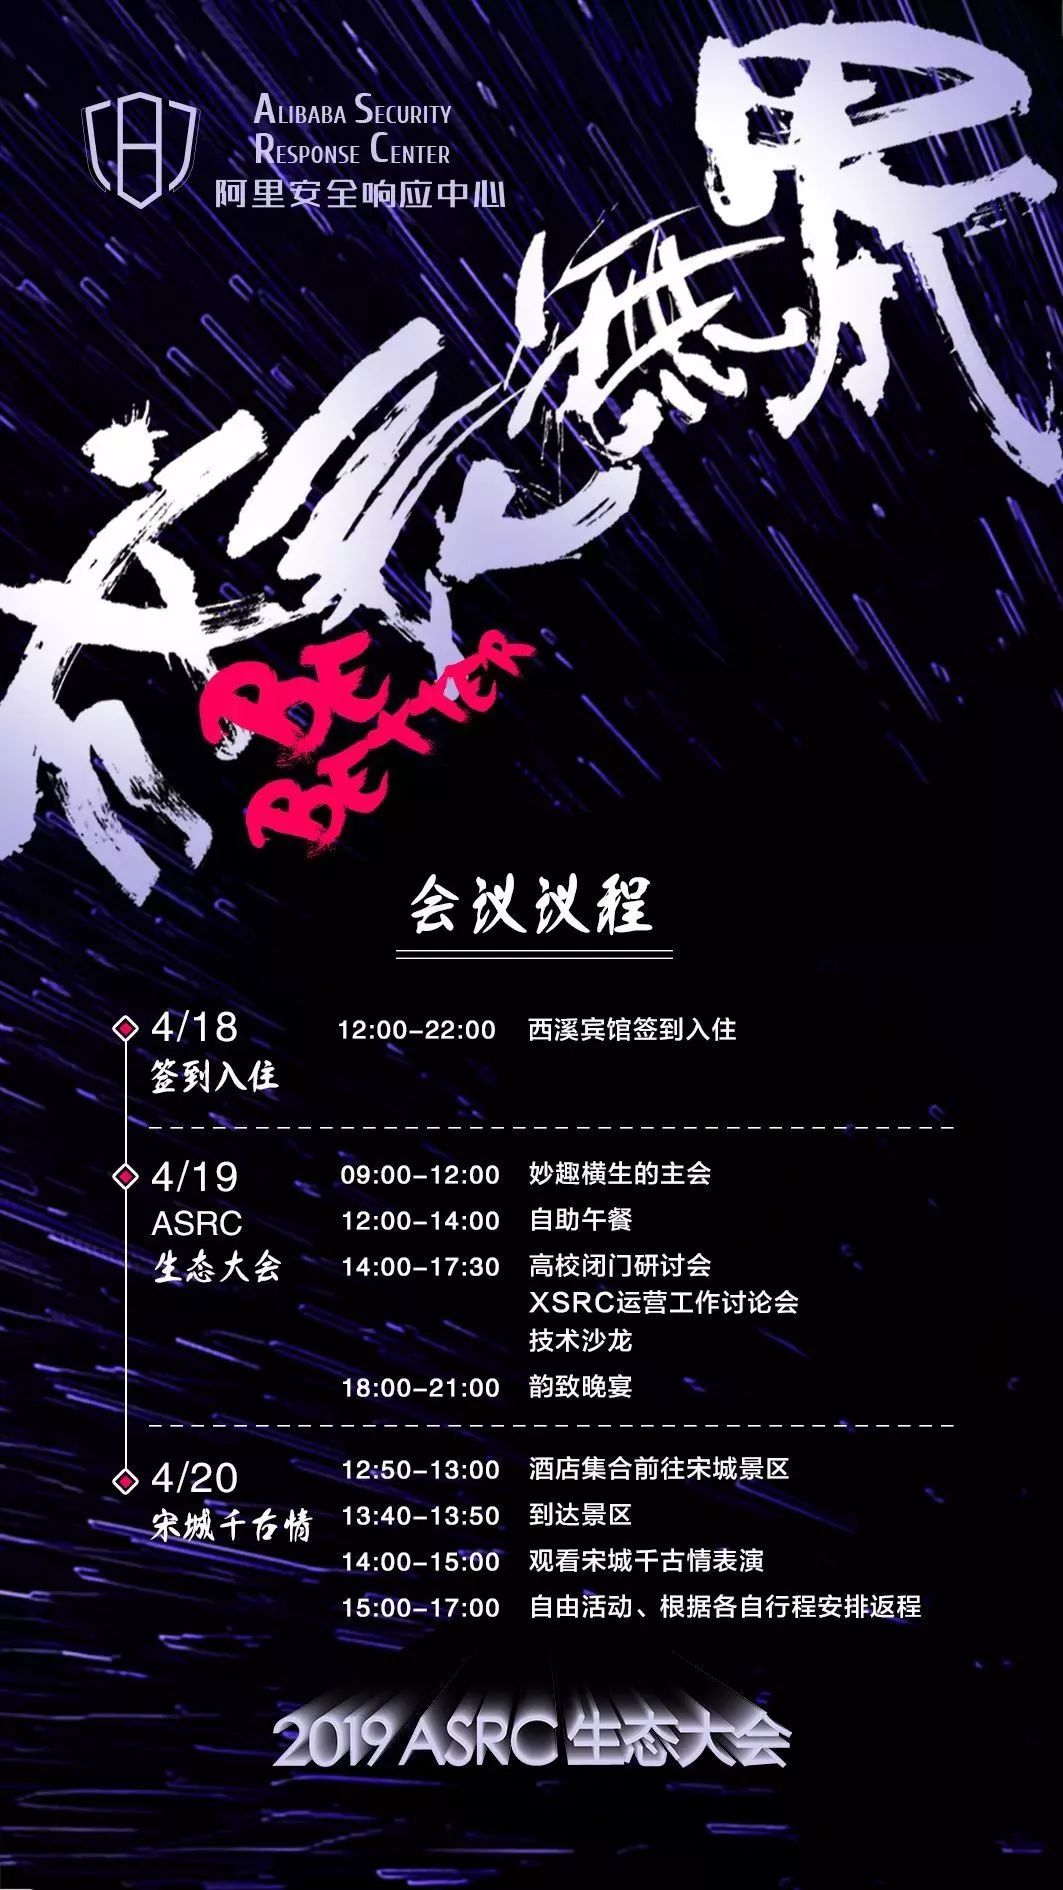 ALIBABA SECURITY
RESPONSE CENTER
阿里安全响应中心
BE
BETTER
会议议程
4/18
签到入住
12:00-22:00 西溪宾馆签到入住
4/19
ASRC
生态大会
09:00-12:00 妙趣横生的主会
12:00-14:00 自助午餐
14:00-17:30 高校闭门研讨会
XSRC运营工作讨论会
技术沙龙
18:00-21:00 韵致晚宴
4/20
宋城千古情
12:50-13:00 酒店集合前往宋城景区
13:40-13:50 到达景区
14:00-15:00 观看宋城千古情表演
15:00-17:00 自由活动、根据各自行程安排返程
2019 ASRC 生态大会